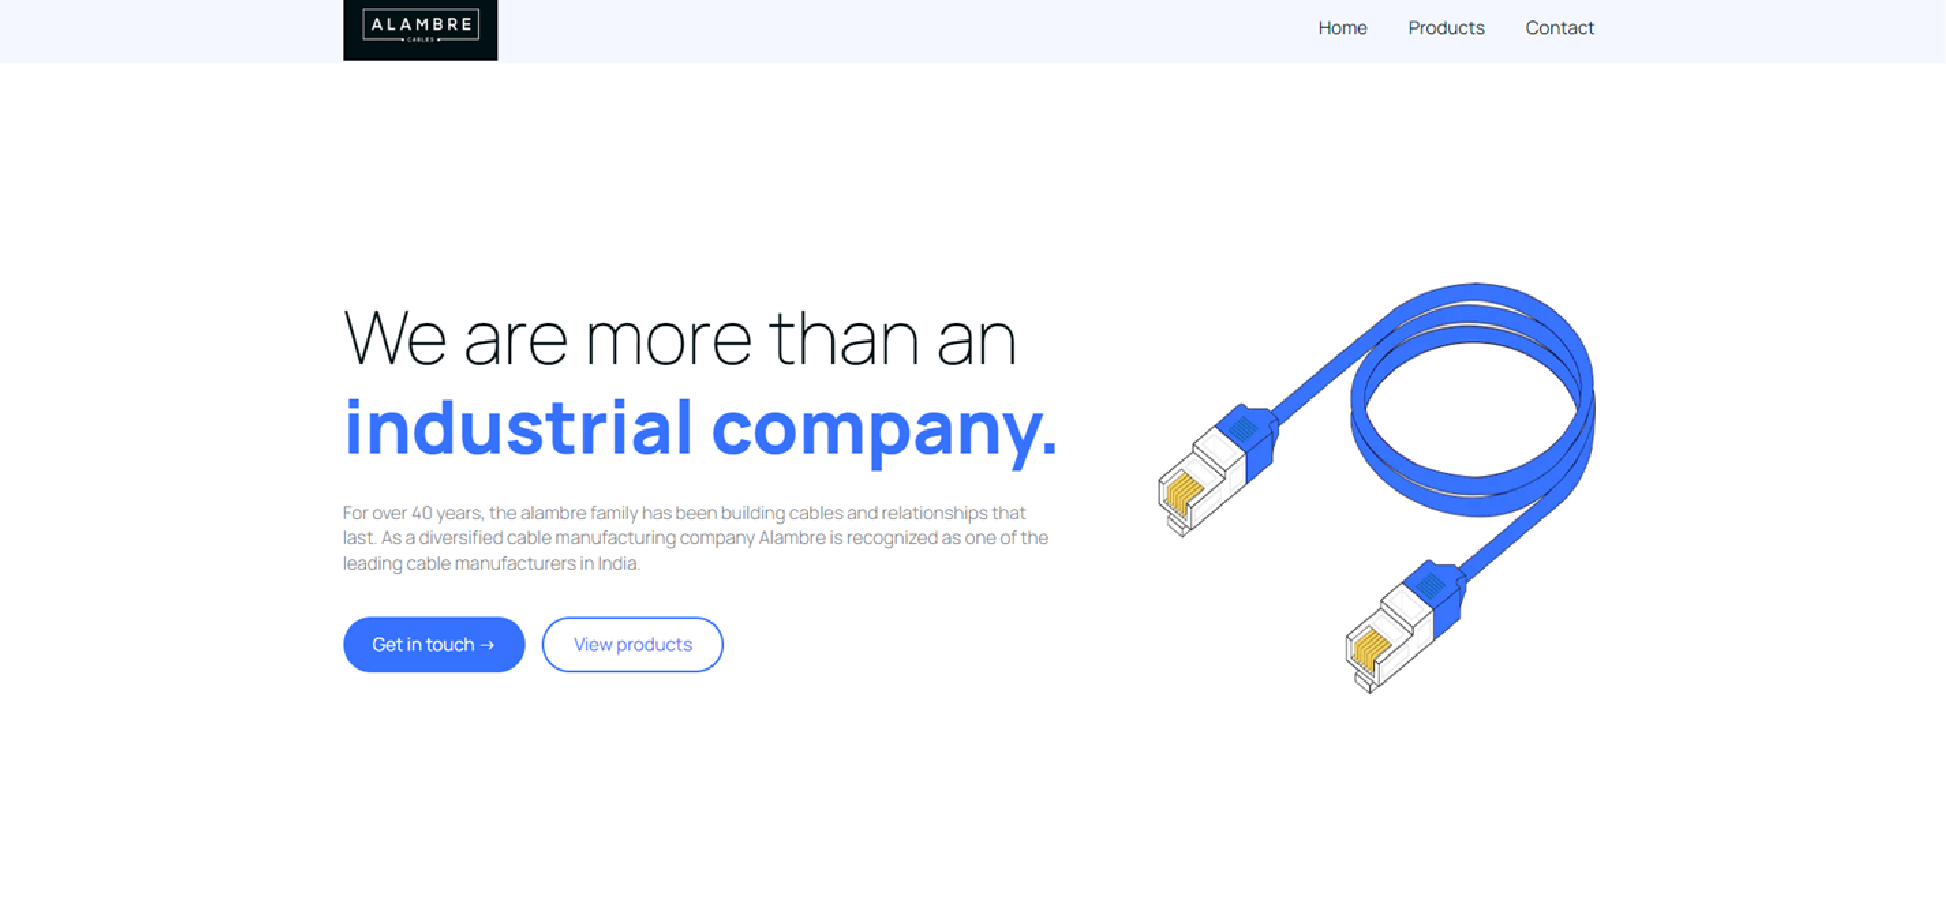 ALAMBRE
CABLES
Home Products Contact
We are more than an
industrial company.
For over 40 years, the alambre family has been building cables and relationships that
last. As a diversified cable manufacturing company Alambre is recognized as one of the
leading cable manufacturers in India.
Get in touch → View products